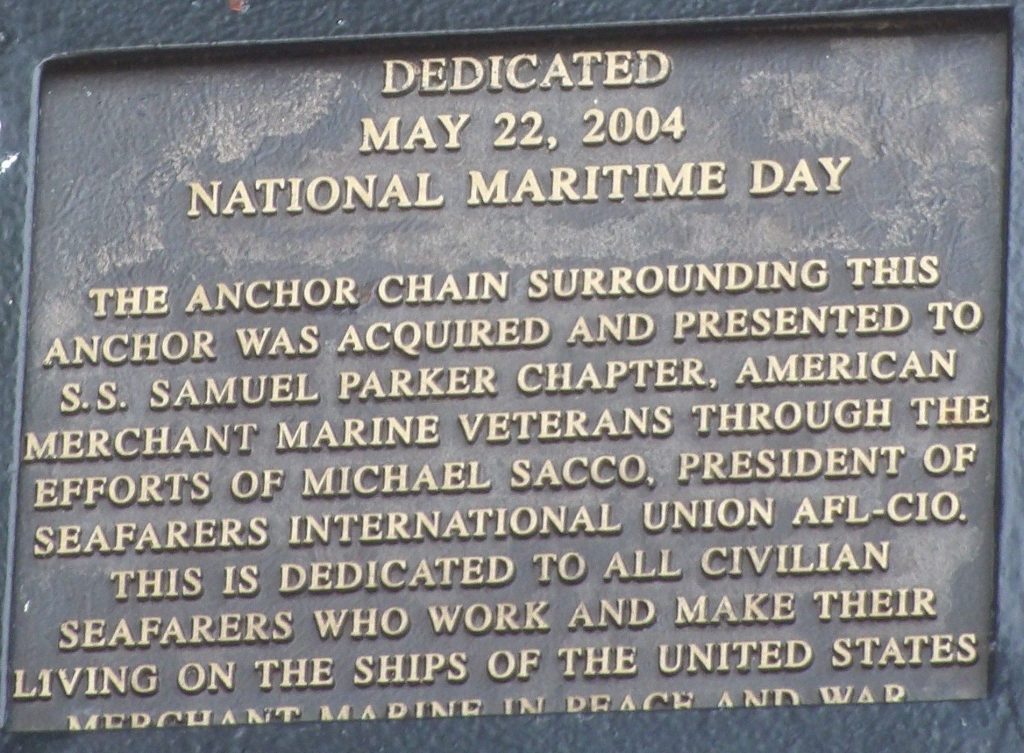 DEDICATED
MAY 22, 2004
NATIONAL MARITIME DAY
THE ANCHOR CHAIN SURROUNDING THIS
ANCHOR WAS ACQUIRED AND PRESENTED TO
S.S. SAMUEL PARKER CHAPTER, AMERICAN
MERCHANT MARINE VETERANS THROUGH THE
EFFORTS OF MICHAEL SACCO, PRESIDENT OF
SEAFARERS INTERNATIONAL UNION AFL-CIO.
THIS IS DEDICATED TO ALL CIVILIAN
SEAFARERS WHO WORK AND MAKE THEIR
LIVING ON THE SHIPS OF THE UNITED STATES
MERCHANT MARINE IN PEACE AND WAR